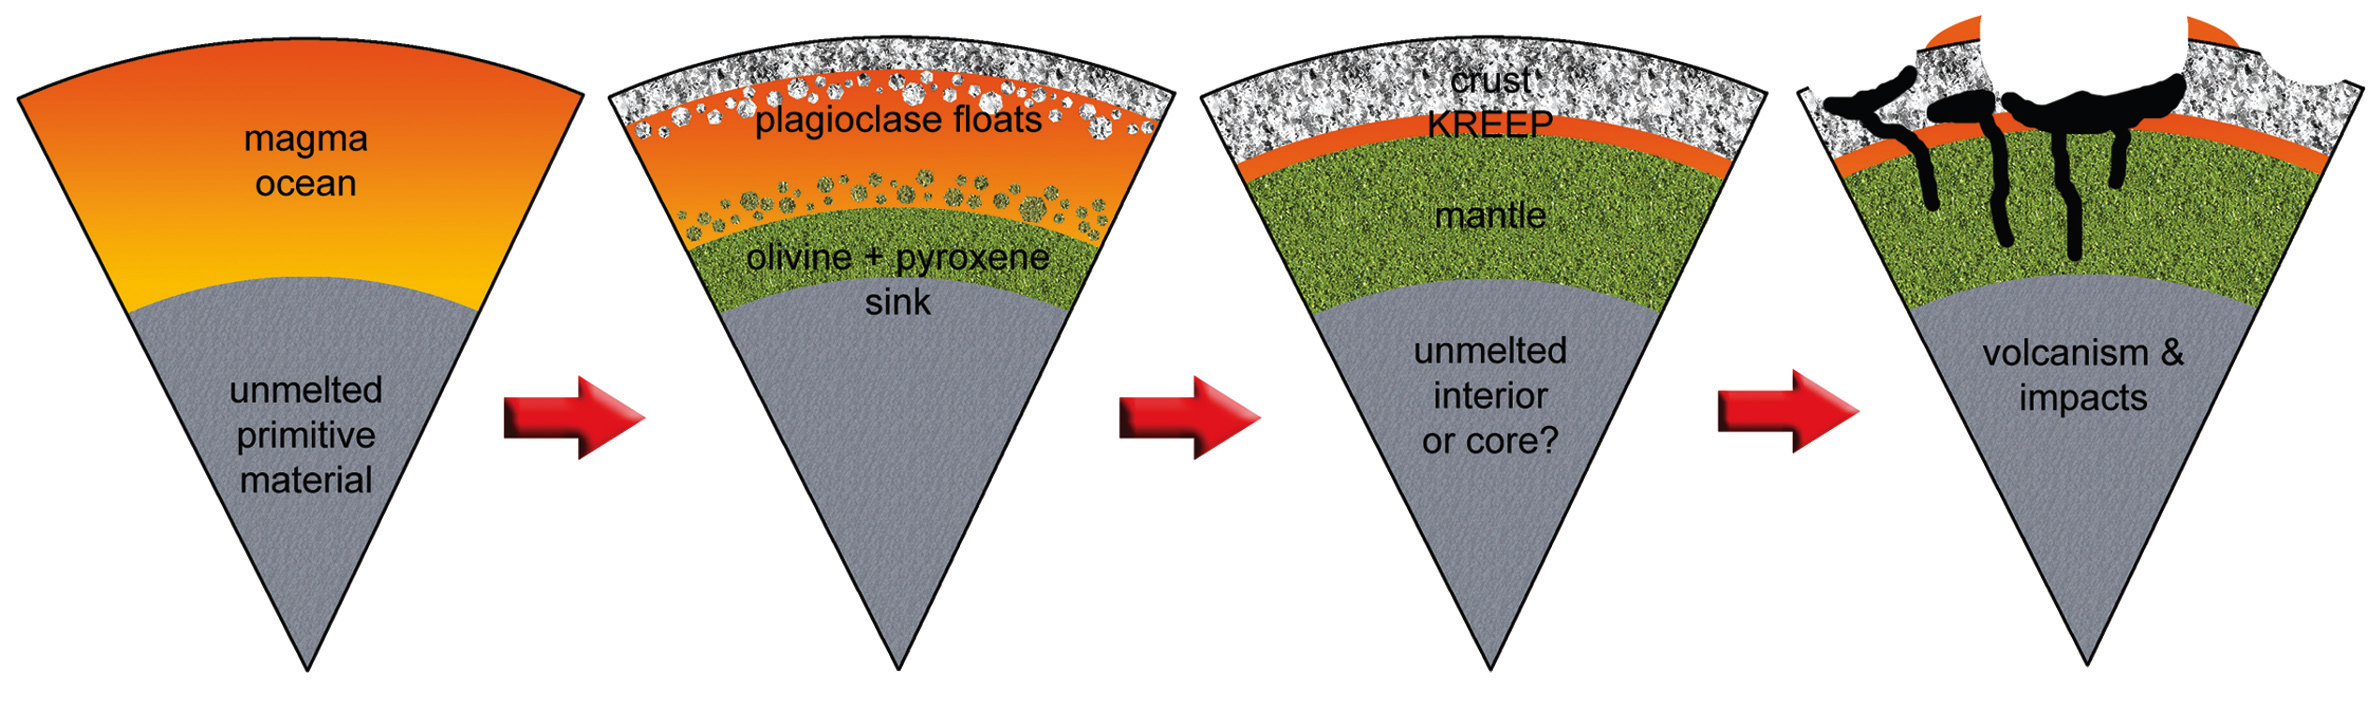 magma
ocean
unmelted
primitive
material
plagioclase floats
olivine + pyroxene
sink
crust
KREEP
mantle
unmelted
interior
or core?
volcanism &
impacts